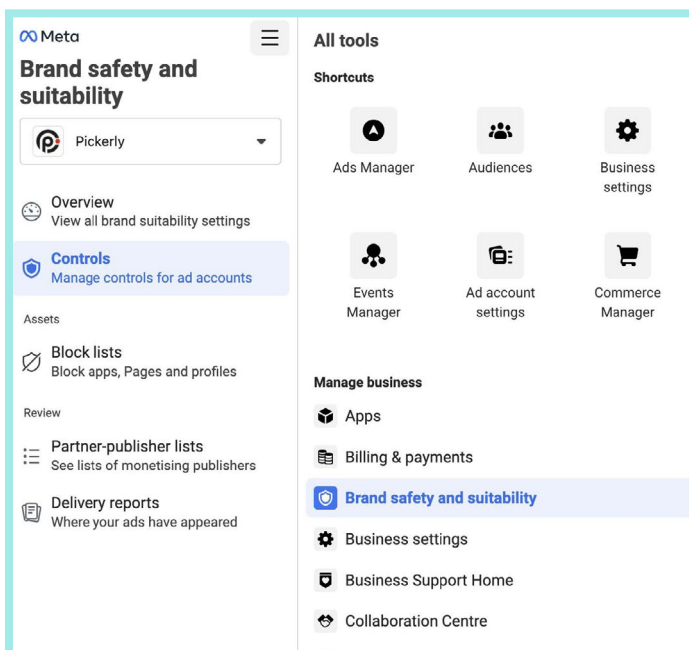 Meta
Brand safety and
suitability
Pickerly
Overview
View all brand suitability settings
Controls
Manage controls for ad accounts
Assets
Block lists
Block apps, Pages and profiles
Review
Partner-publisher lists
See lists of monetising publishers
Delivery reports
Where your ads have appeared
All tools
Shortcuts
Ads Manager
Audiences
Business
settings
Events
Manager
Ad account
settings
Commerce
Manager
Manage business
Apps
Billing & payments
Brand safety and suitability
Business settings
Business Support Home
Collaboration Centre